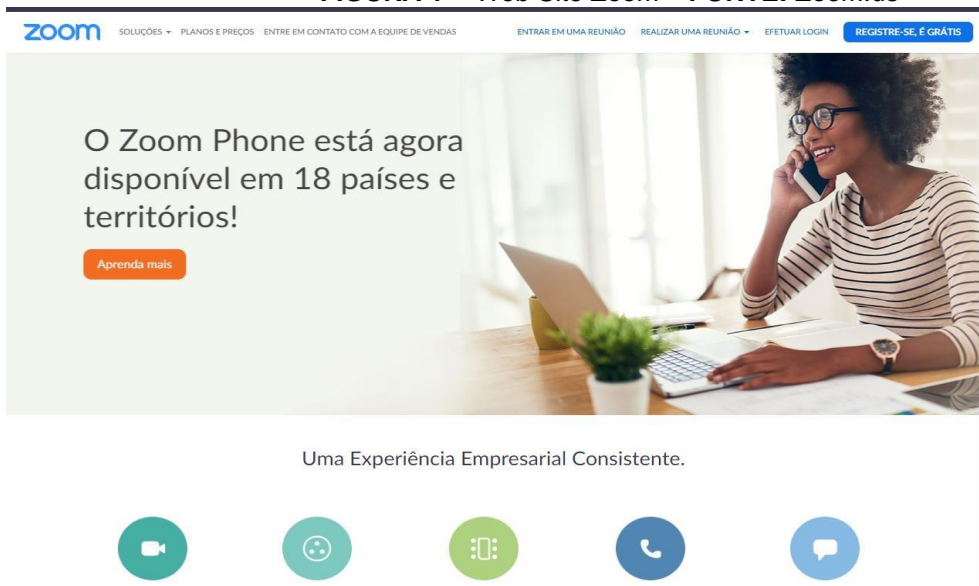 zoom
SOLUÇÕES PLANOS E PREÇOS ENTRE EM CONTATO COM A EQUIPE DE VENDAS ENTRAR EM UMA REUNIÃO REALIZAR UMA REUNIÃO EFETUAR LOGIN REGISTRE-SE, É GRÁTIS
O Zoom Phone está agora
disponível em 18 países e
territórios!
Aprenda mais
Uma Experiência Empresarial Consistente.